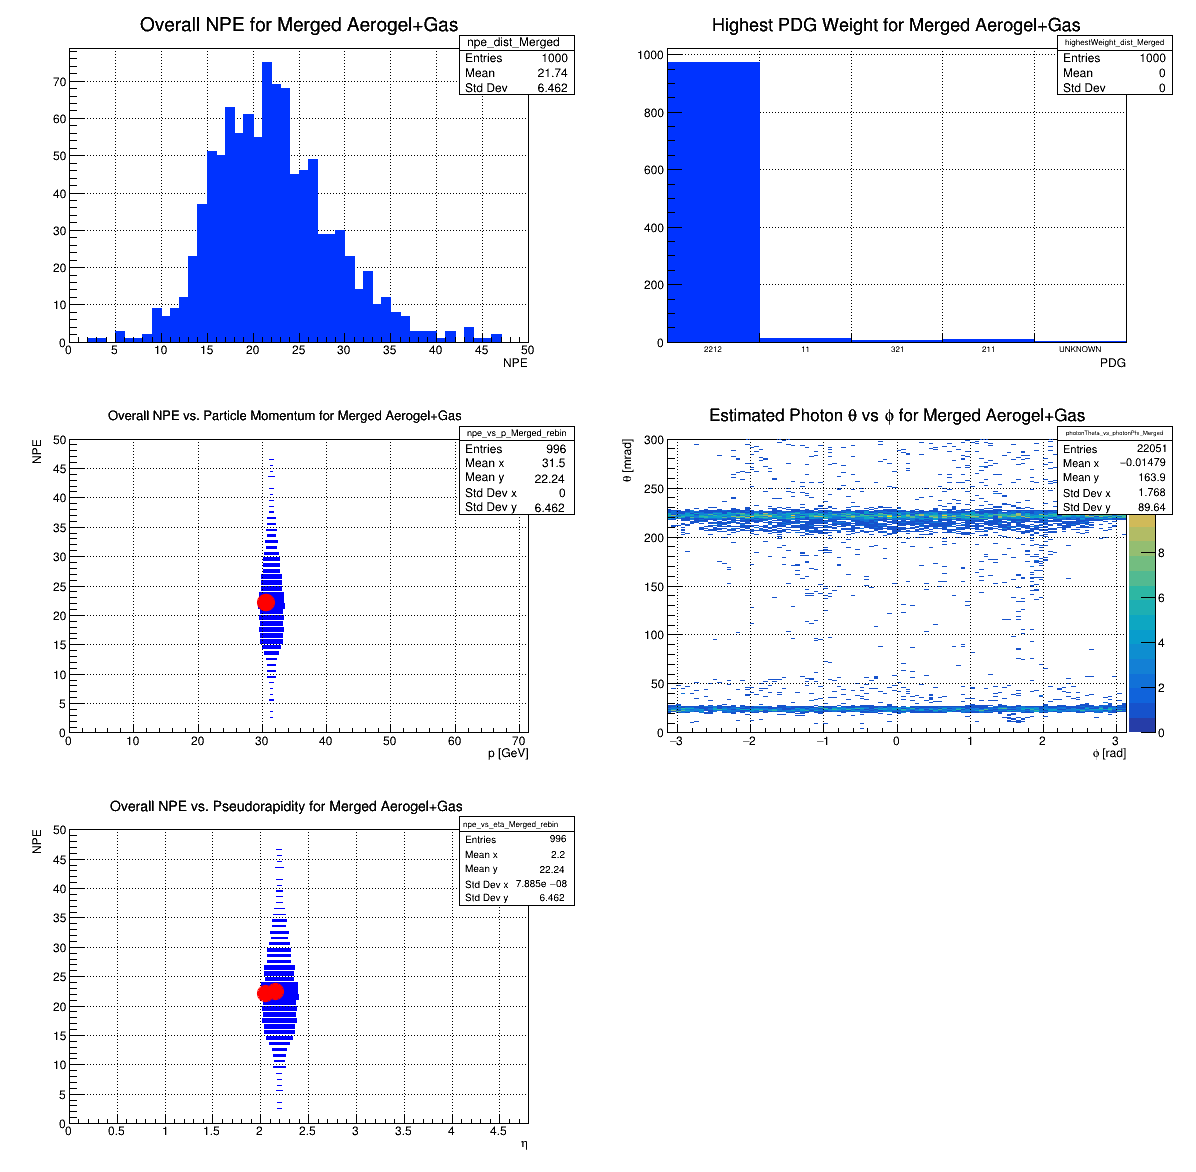 Overall NPE for Merged Aerogel+Gas
npe_dist_Merged
Entries 1000
Mean 21.74
Std Dev 6.462
70
60
50
40
30
20
10
0
0 5 10 15 20 25 30 35 40 45 50
NPE
Highest PDG Weight for Merged Aerogel+Gas
highestWeight_dist_Merged
Entries 1000
Mean 0
Std Dev 0
1000
800
600
400
200
0
2212 11 321 211 UNKNOWN
PDG
Overall NPE vs. Particle Momentum for Merged Aerogel+Gas
npe_vs_p_Merged_rebin
Entries 996
Mean x 31.5
Mean y 22.24
Std Dev x 0
Std Dev y 6.462
NPE
50
45
40
35
30
25
20
15
10
5
0
0 10 20 30 40 50 60 70
p [GeV]
Estimated Photon θ vs ϕ for Merged Aerogel+Gas
photonTheta_vs_photonPhi_Merged
Entries 22051
Mean x −0.01479
Mean y 163.9
Std Dev x 1.768
Std Dev y 89.64
θ [mrad]
300
250
200
150
100
50
0
−3 −2 −1 0 1 2 3
ϕ [rad]
8
6
4
2
0
Overall NPE vs. Pseudorapidity for Merged Aerogel+Gas
npe_vs_eta_Merged_rebin
Entries 996
Mean x 2.2
Mean y 22.24
Std Dev x 7.885e −08
Std Dev y 6.462
NPE
50
45
40
35
30
25
20
15
10
5
0
0 0.5 1 1.5 2 2.5 3 3.5 4 4.5
η